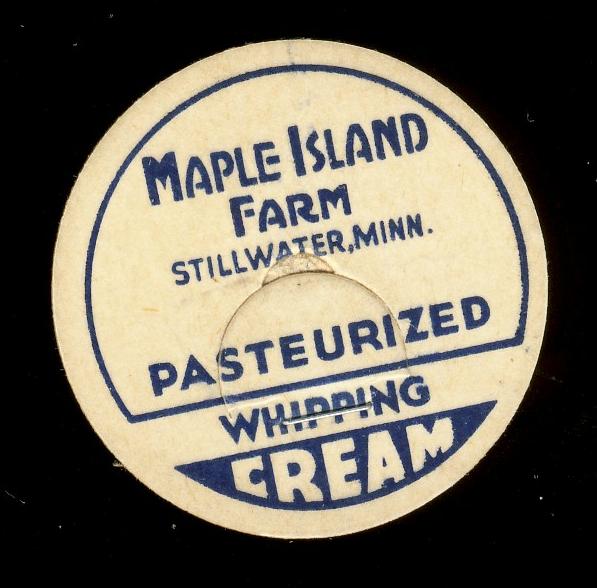 MAPLE ISLAND
FARM
STILLWATER, MINN.
PASTEURIZED
WHIPPING
CREAM